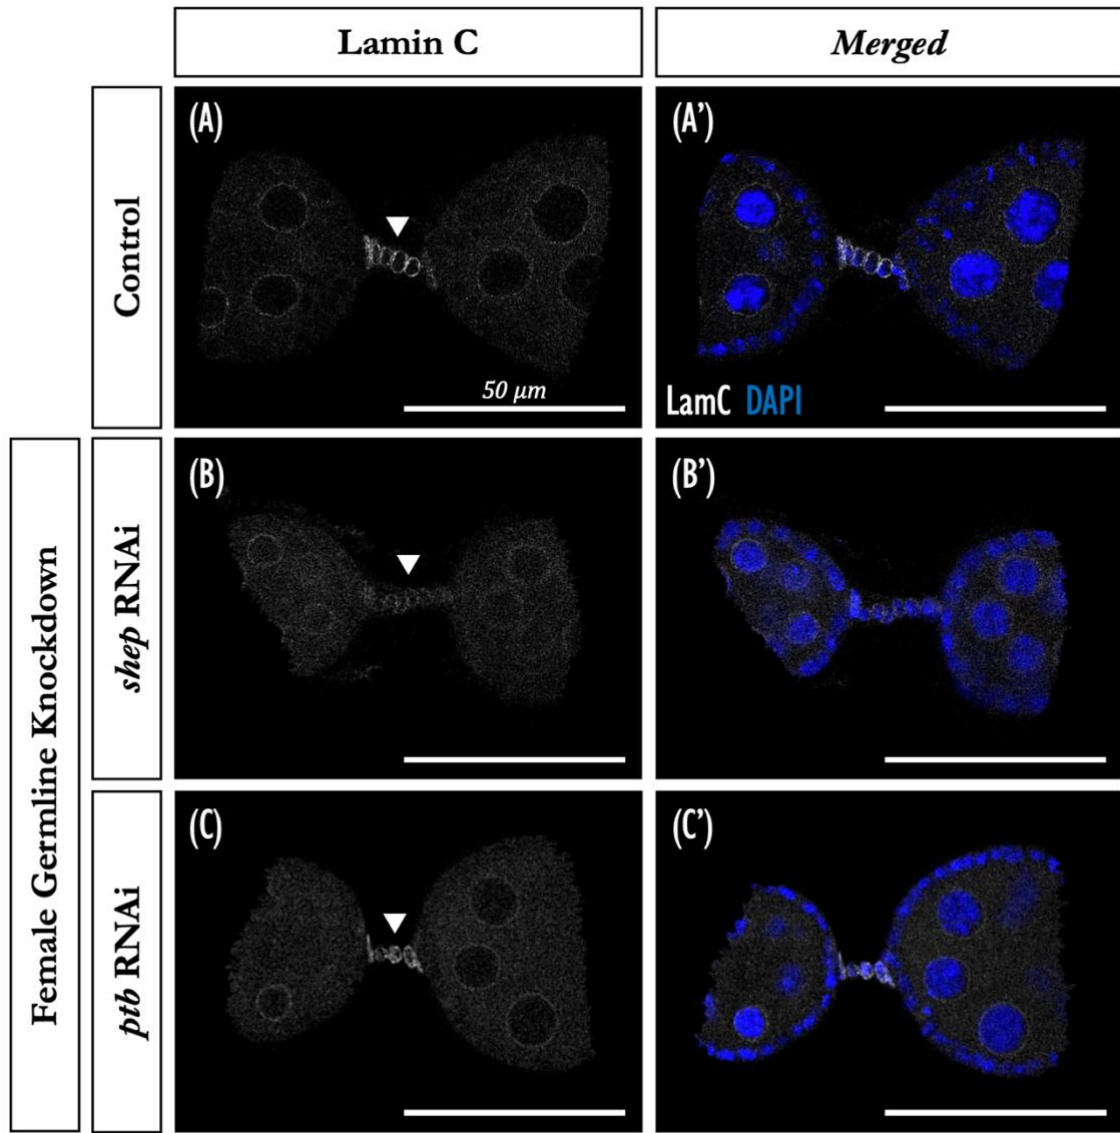 Lamin C
Merged
Control
(A)
50 μm
(A')
LamC DAPI
Female Germline Knockdown
shep RNAi
(B)
(B')
ptb RNAi
(C)
(C')